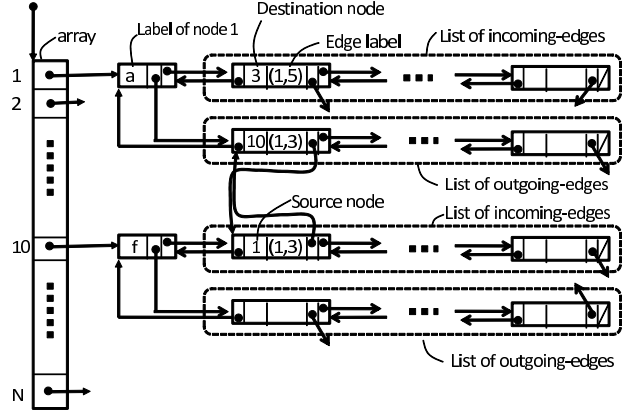 Destination node
array
Label of node 1
Edge label
List of incoming-edges
1
a
3 (1,5)
2
10 (1,3)
List of outgoing-edges
Source node
List of incoming-edges
10
f
1 (1,3)
List of outgoing-edges
N